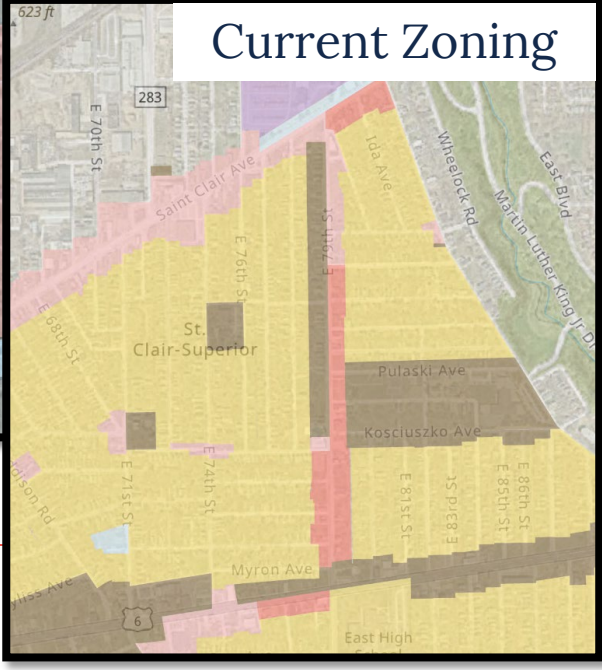 623 ft
Current Zoning
283
E 70th St
Saint Clair Ave
Ida Ave
Wheelock Rd
East Blvd
Martin Luther King Jr Dr
E 79th St
E 76th St
E 68th St
St.
Clair-Superior
Pulaski Ave
Kosciuszko Ave
E 71st St
E 74th St
E 81st St
E 83rd St
E 85th St
E 86th St
Myron Ave
6
East High